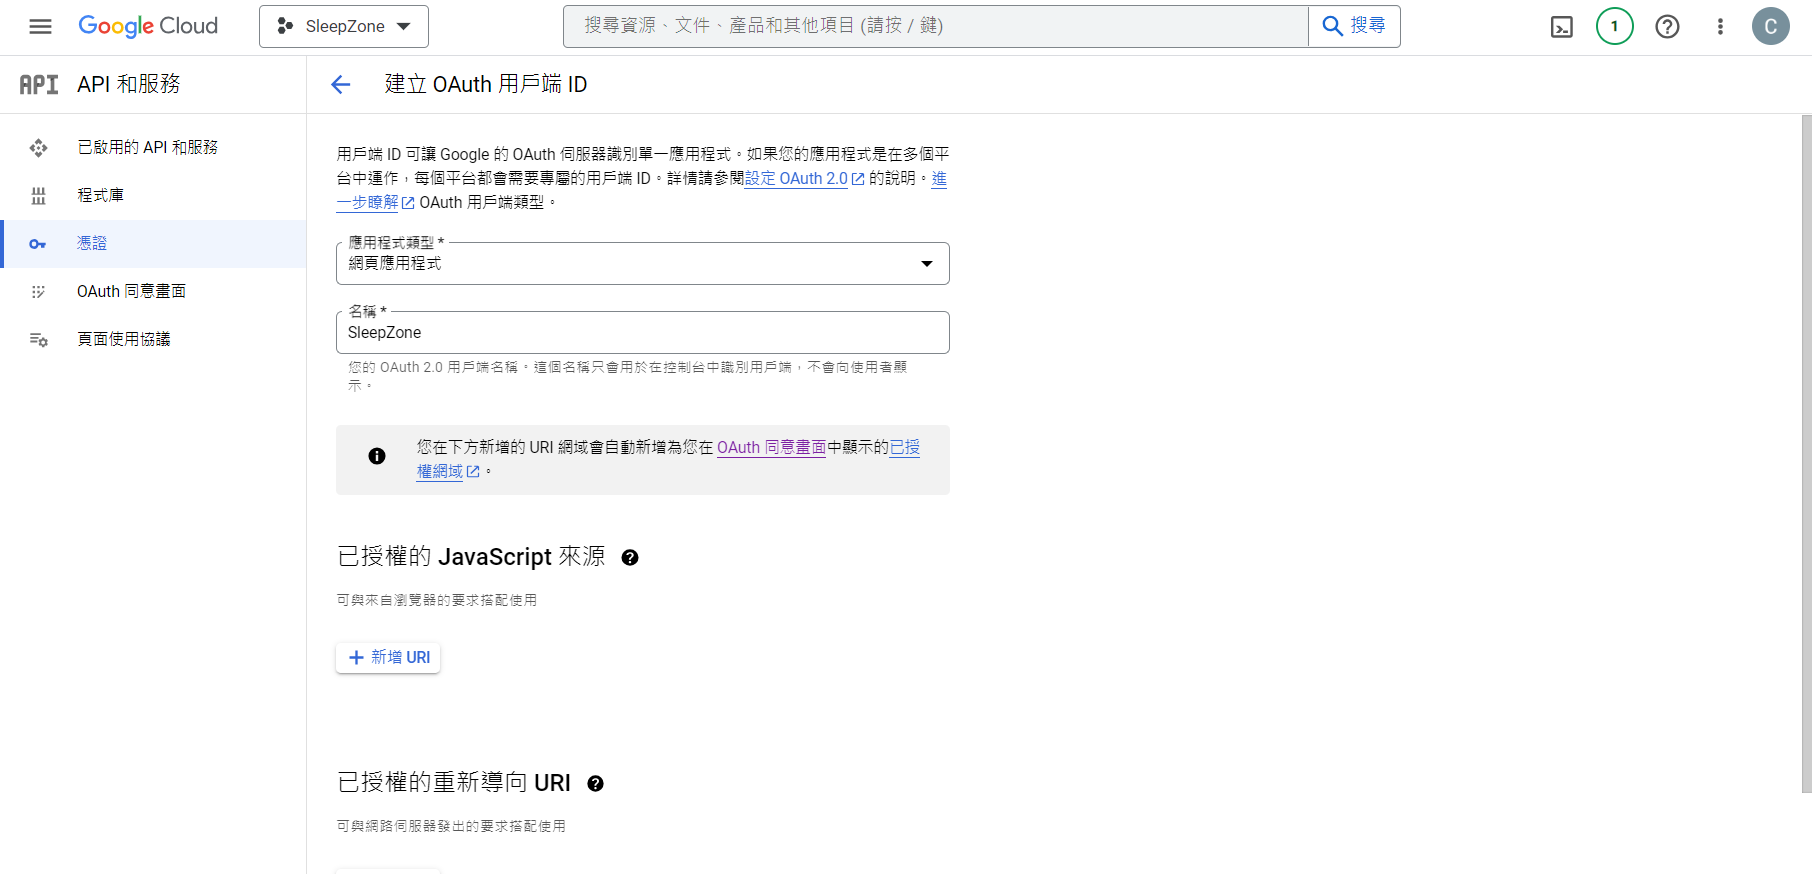 Google Cloud
SleepZone
搜尋資源、文件、產品和其他項目 (請按 / 鍵)
搜尋
1
C
API
API 和服務
建立 OAuth 用戶端 ID
已啟用的 API 和服務
程式庫
憑證
OAuth 同意畫面
頁面使用協議
用戶端 ID 可讓 Google 的 OAuth 伺服器識別單一應用程式。如果您的應用程式是在多個平
台中運作，每個平台都會需要專屬的用戶端 ID。詳情請參閱設定 OAuth 2.0 的說明。進
一步瞭解 OAuth 用戶端類型。
應用程式類型 *
網頁應用程式
名稱 *
SleepZone
您的 OAuth 2.0 用戶端名稱。這個名稱只會用於在控制台中識別用戶端，不會向使用者顯
示。
您在下方新增的 URI 網域會自動新增為您在 OAuth 同意畫面中顯示的已授
權網域。
已授權的 JavaScript 來源
可與來自瀏覽器的要求搭配使用
新增 URI
已授權的重新導向 URI
可與網路伺服器發出的要求搭配使用